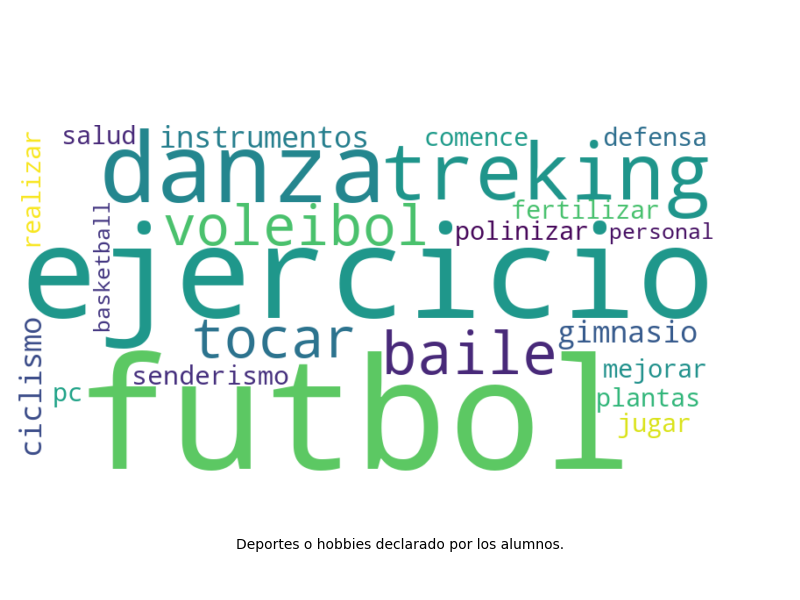 salud
instrumentos
comence
defensa
realizar
danza
treking
fertilizar
basketball
voleibol
polinizar
personal
ejercicio
ciclismo
tocar
baile
gimnasio
senderismo
mejorar
pc
futbol
plantas
jugar
Deportes o hobbies declarado por los alumnos.